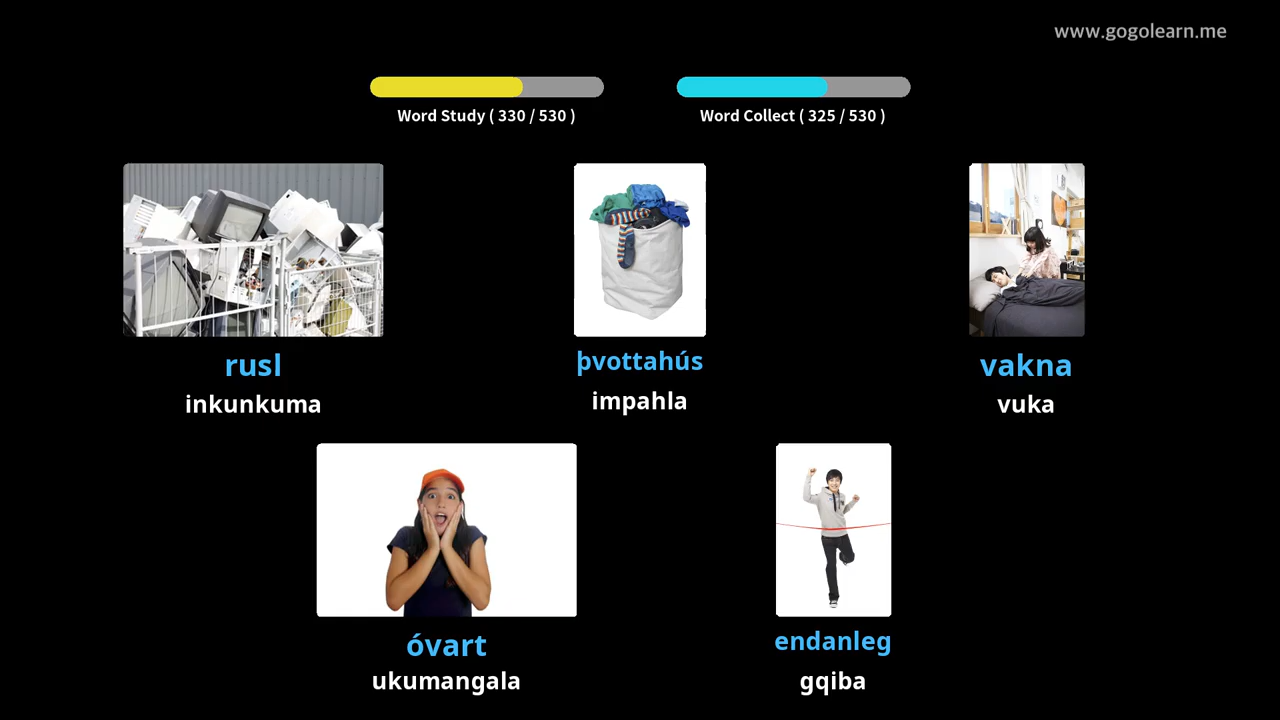 www.gogolearn.me
Word Study ( 330 / 530 )
Word Collect ( 325 / 530 )
rusl
inkunkuma
þvottahús
impahla
vakna
vuka
óvart
ukumangala
endanleg
gqiba